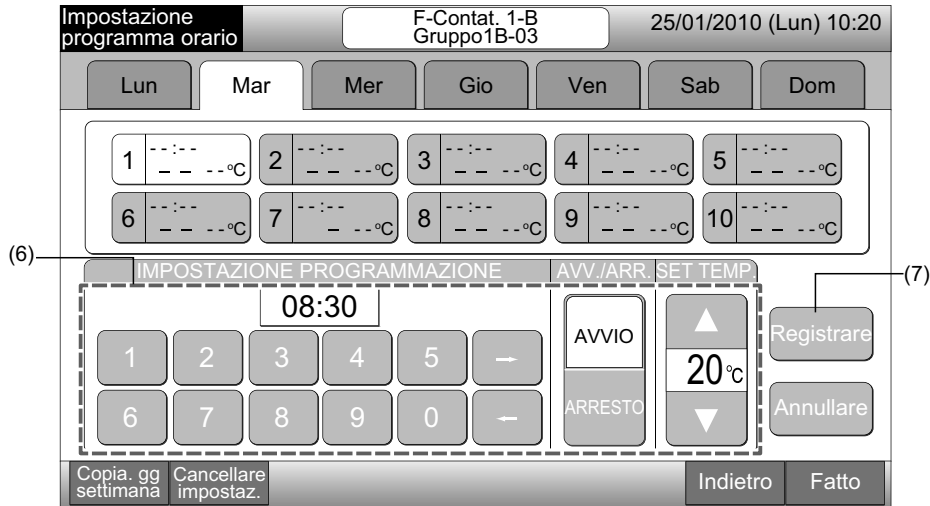 Impostazione
programma orario
F-Contat. 1-B
Gruppo1B-03
25/01/2010 (Lun) 10:20
Lun Mar Mer Gio Ven Sab Dom
1 --:-- – – --°C 2 --:-- – – --°C 3 --:-- – – --°C 4 --:-- – – --°C 5 --:-- – – --°C
6 --:-- – – --°C 7 --:-- – – --°C 8 --:-- – – --°C 9 --:-- – – --°C 10 --:-- – – --°C
(6)
(7)
IMPOSTAZIONE PROGRAMMAZIONE AVV./ARR. SET TEMP.
08:30
1 2 3 4 5 →
6 7 8 9 0 ←
AVVIO
ARRESTO
▲
20°C
▼
Registrare
Annullare
Copia. gg
settimana
Cancellare
impostaz.
Indietro
Fatto